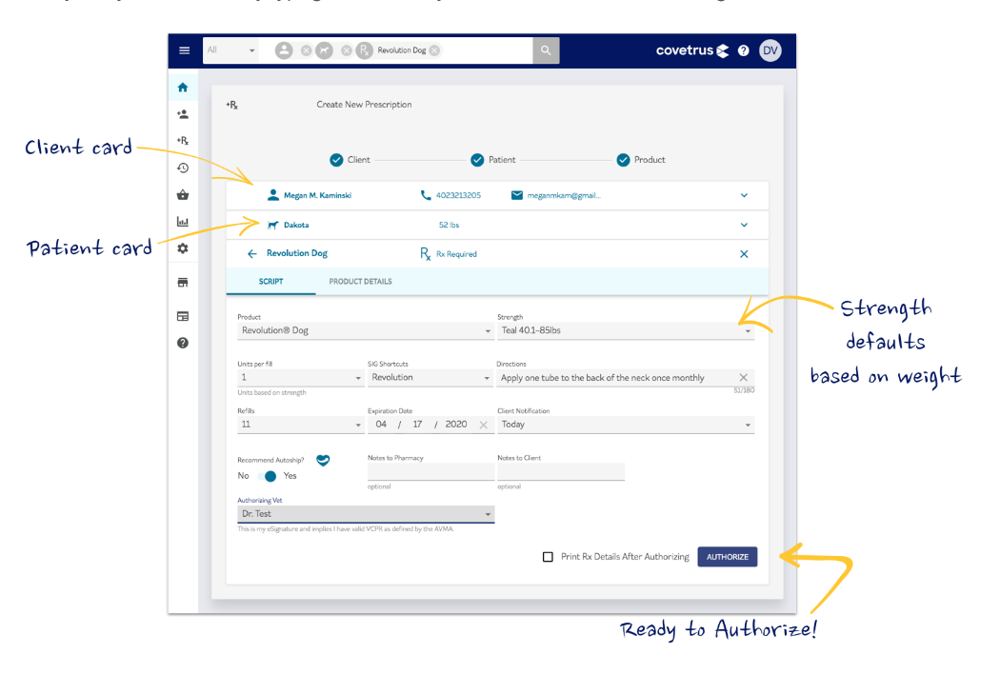 All Revolution Dog covetrus DV
+Rx Create New Prescription
Client Patient Product
Client card
Megan M. Kaminski 4023213205 meganmkam@gmail...
Dakota 52 lbs
Patient card
Revolution Dog Rx Rx Required
SCRIPT PRODUCT DETAILS
Product Strength
Revolution® Dog Teal 40.1-85lbs
Strength
defaults
based on weight
Units per fill SIG Shortcuts Directions
1 Revolution Apply one tube to the back of the neck once monthly
Units based on strength 51/180
Refills Expiration Date Client Notification
11 04 / 17 / 2020 Today
Recommend Autoship? Notes to Pharmacy Notes to Client
No Yes
optional optional
Authorizing Vet
Dr. Test
This is my eSignature and implies I have valid VCPR as defined by the AVMA.
Print Rx Details After Authorizing AUTHORIZE
Ready to Authorize!